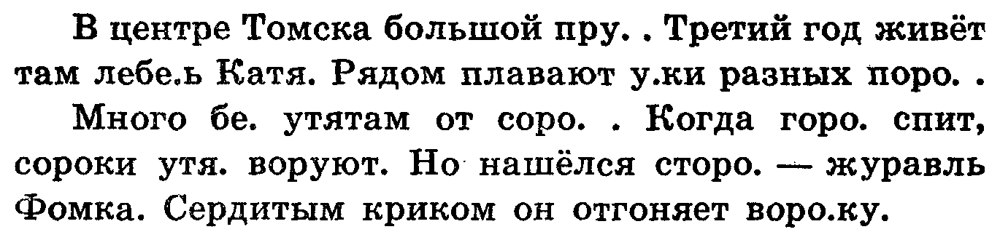 В центре Томска большой пру. . Третий год живёт
там лебе.ь Катя. Рядом плавают у.ки разных поро. .
Много бе. утятам от соро. . Когда горо. спит,
сороки утя. воруют. Но нашёлся сторо. — журавль
Фомка. Сердитым криком он отгоняет воро.ку.